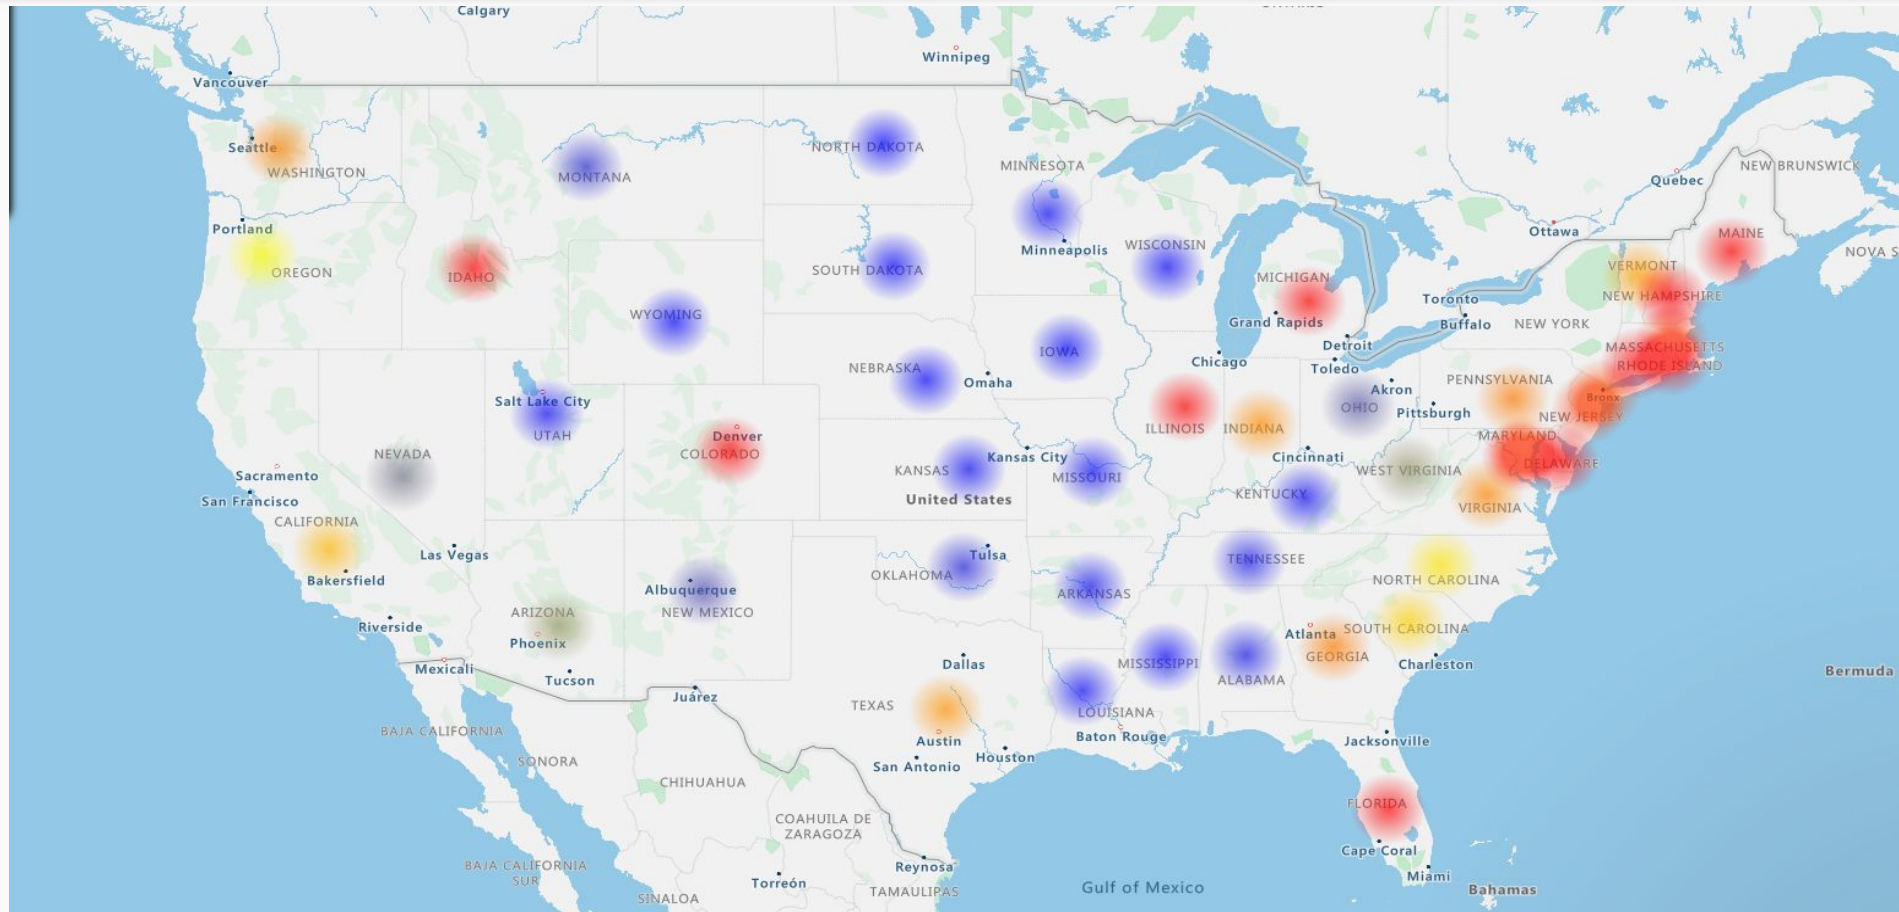 Calgary
Winnipeg
Vancouver
Seattle
WASHINGTON
MONTANA
NORTH DAKOTA
MINNESOTA
Quebec
NEW BRUNSWICK
Portland
OREGON
IDAHO
SOUTH DAKOTA
Minneapolis
WISCONSIN
Ottawa
MAINE
NOVA S
VERMONT
MICHIGAN
NEW HAMPSHIRE
Toronto
WYOMING
Grand Rapids
Buffalo
NEW YORK
Detroit
MASSACHUSETTS
IOWA
Chicago
Toledo
RHODE ISLAND
NEBRASKA
Omaha
Akron
PENNSYLVANIA
Salt Lake City
UTAH
Bronx
OHIO
Pittsburgh
NEW JERSEY
ILLINOIS
INDIANA
Denver
COLORADO
MARYLAND
NEVADA
Kansas City
Cincinnati
DELAWARE
Sacramento
KANSAS
MISSOURI
WEST VIRGINIA
San Francisco
United States
KENTUCKY
VIRGINIA
CALIFORNIA
Las Vegas
Tulsa
TENNESSEE
Bakersfield
OKLAHOMA
NORTH CAROLINA
Albuquerque
NEW MEXICO
ARKANSAS
ARIZONA
Riverside
Phoenix
Atlanta
SOUTH CAROLINA
GEORGIA
Mexicali
Tucson
Dallas
MISSISSIPPI
ALABAMA
Charleston
Bermuda
Juárez
TEXAS
LOUISIANA
BAJA CALIFORNIA
Austin
Baton Rouge
Jacksonville
SONORA
San Antonio
Houston
CHIHUAHUA
FLORIDA
COAHUILA DE
ZARAGOZA
Cape Coral
BAJA CALIFORNIA
SUR
Reynosa
Miami
Torreón
TAMAULIPAS
Gulf of Mexico
Bahamas
SINALOA